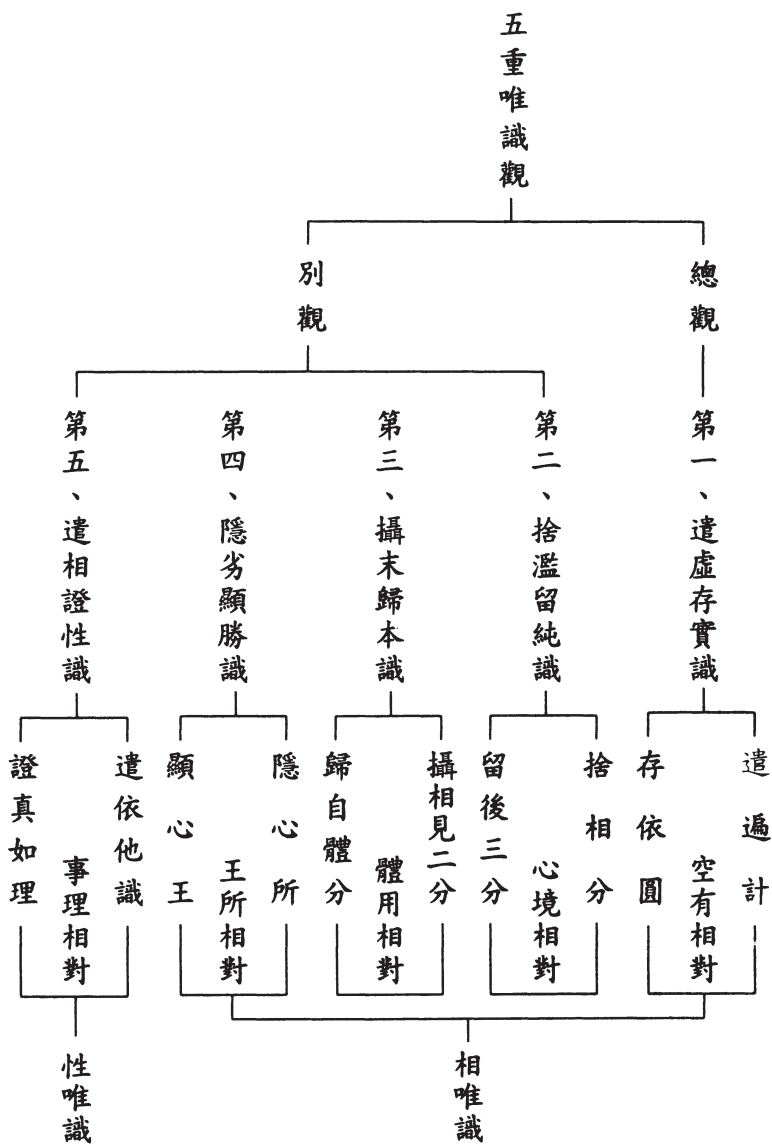 五重唯識觀
總觀
別觀
第一、遣虛存實識
第二、捨濫留純識
第三、攝末歸本識
第四、隱劣顯勝識
第五、遣相證性識
遣遍計
空有相對
存依圓
捨相分
心境相對
留後三分
攝相見二分
體用相對
歸自體分
隱心所
王所相對
顯心王
遣依他識
事理相對
證真如理
相唯識
性唯識